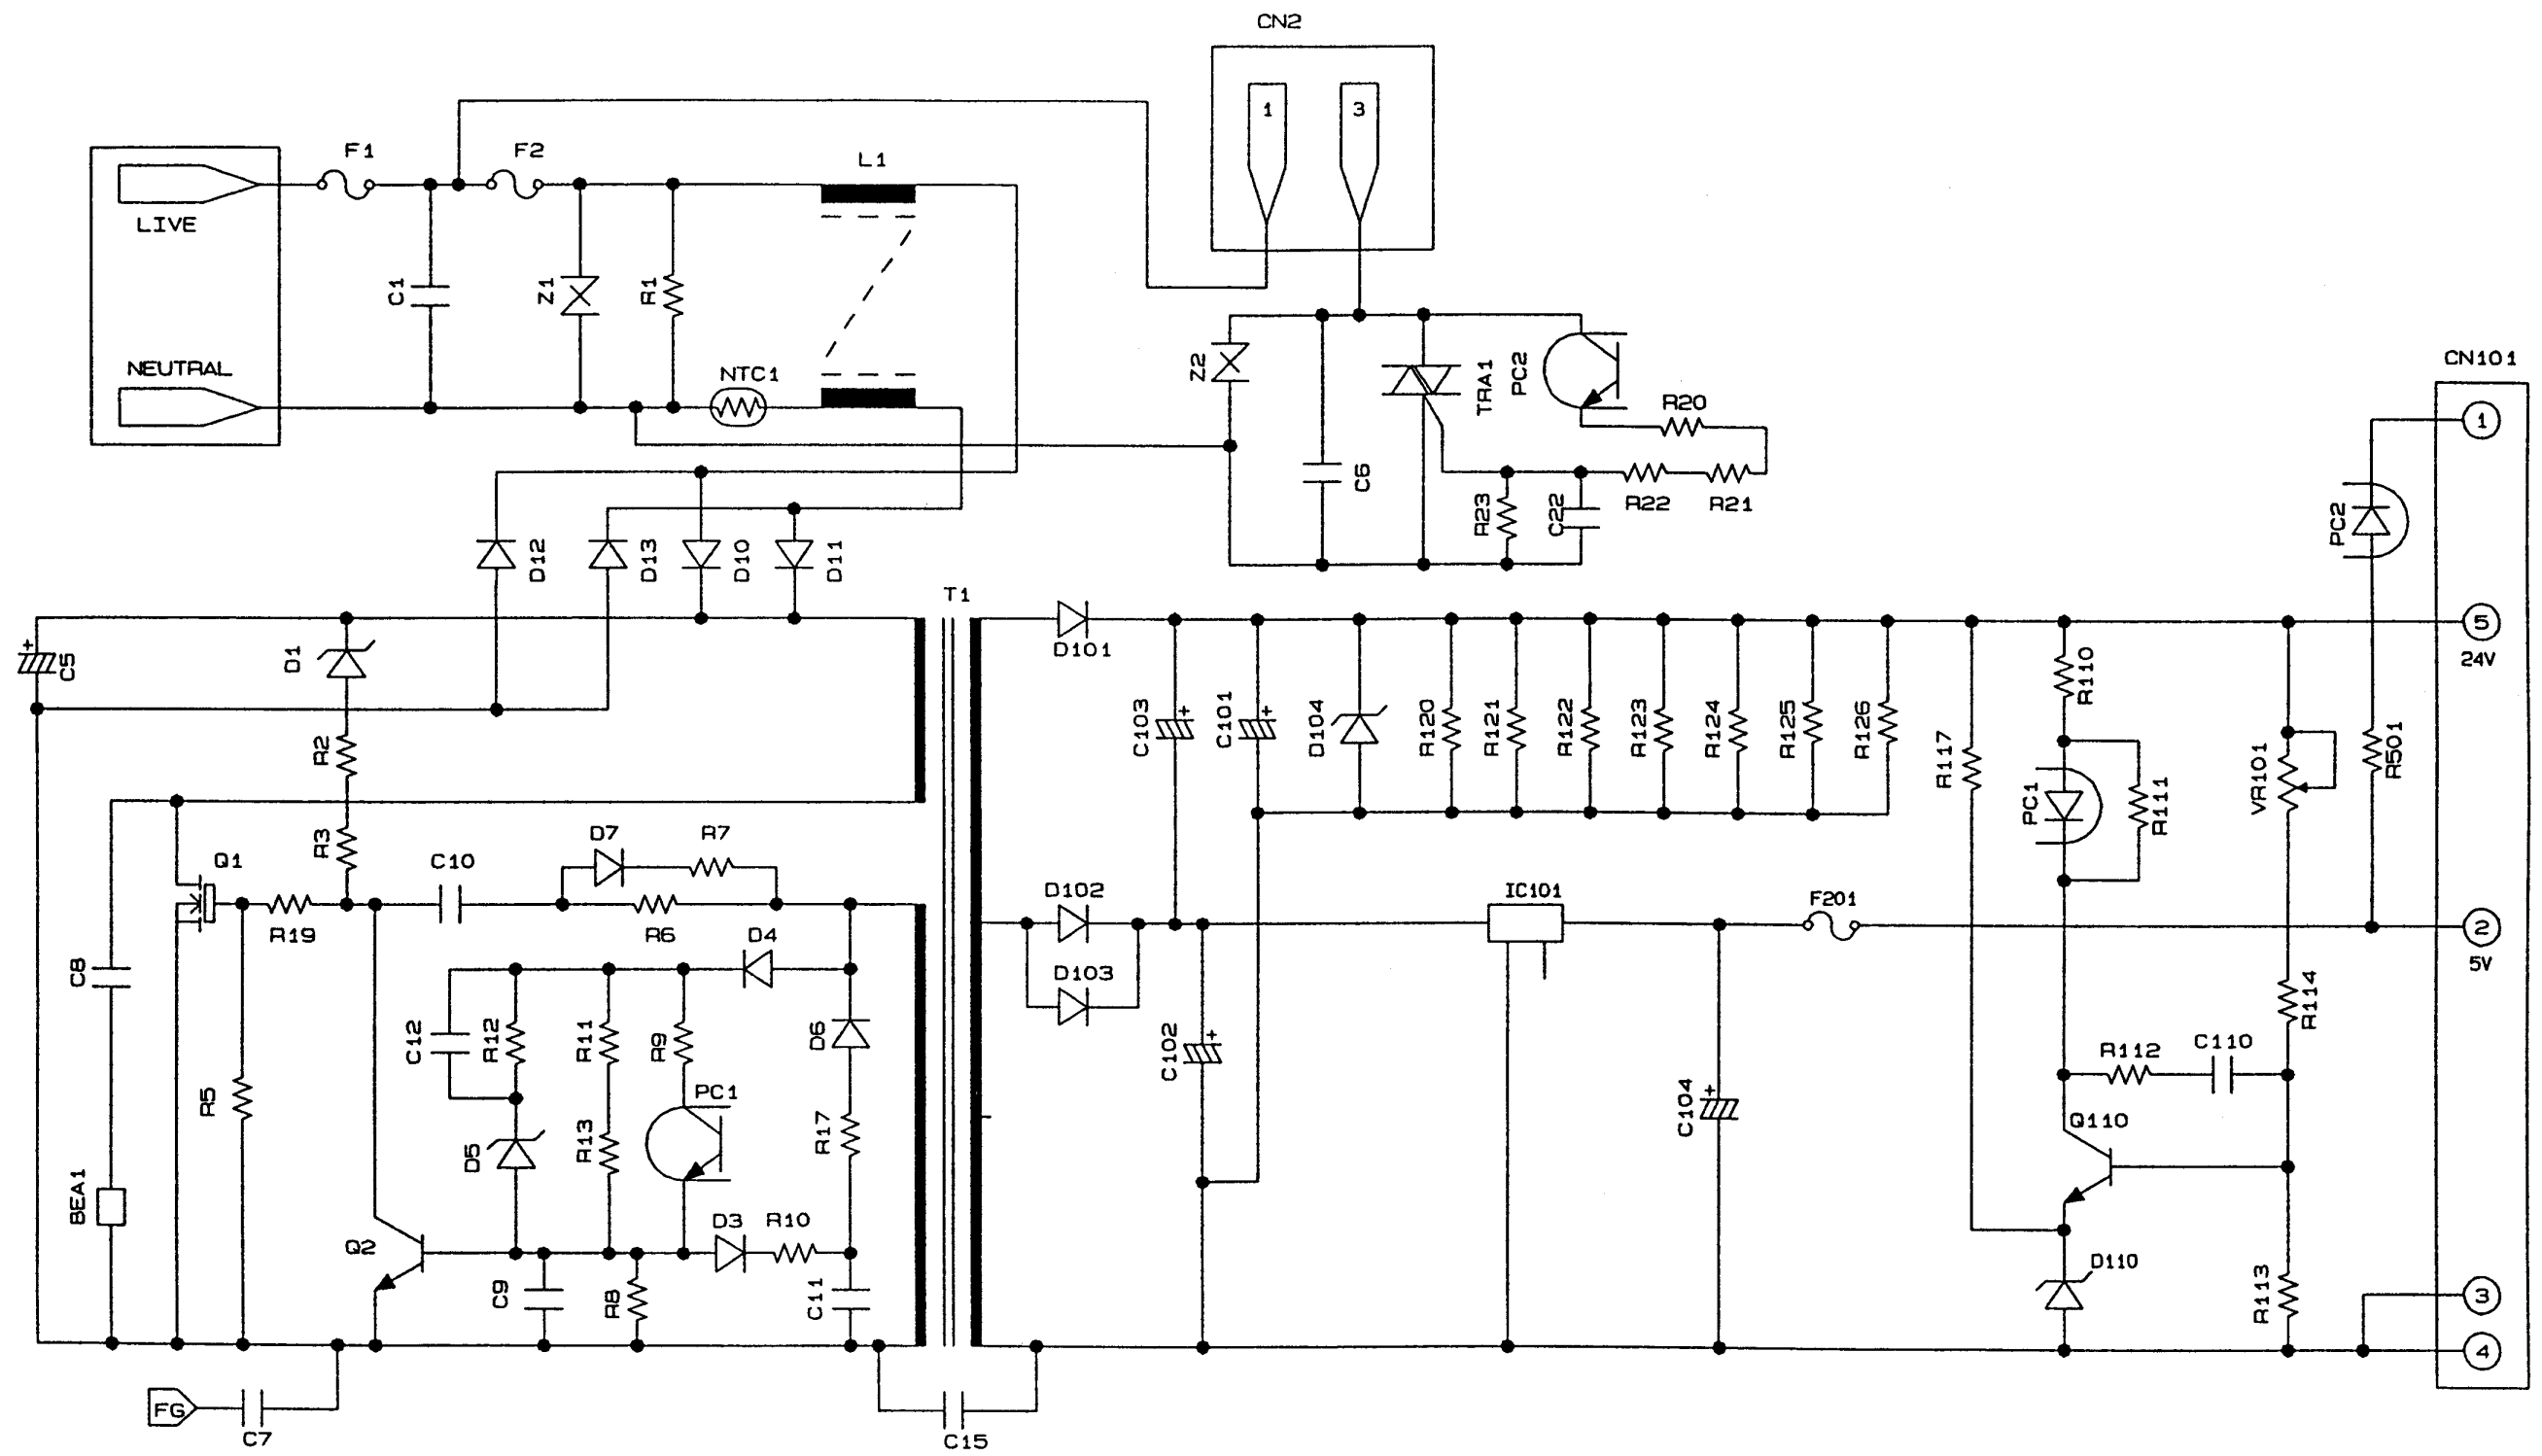 CN2
1 3
F1 F2 L1
LIVE
C1 Z1 R1
NEUTRAL
NTC1
Z2 TRA1 PC2
CN101
R20
1
C6 R23 C22 R22 R21
PC2
D12 D13 D10 D11
T1
D101
5
24V
+
C5
D1
R110
C103 + C101 + D104 R120 R121 R122 R123 R124 R125 R126
R117
R2
VR101
R501
PC1 R111
R3
Q1 C10 D7 R7
D102 IC101 F201
R19 R6 D4
2
5V
C8
D103
R114
C12 R12 R11 R9 D6
C102 +
R112 C110
R5
PC1
C104 +
Q110
D5 R13 R17
BEA1
D3 R10
Q2
D110
C9 R8 C11
R113
3
4
FG
C7
C15